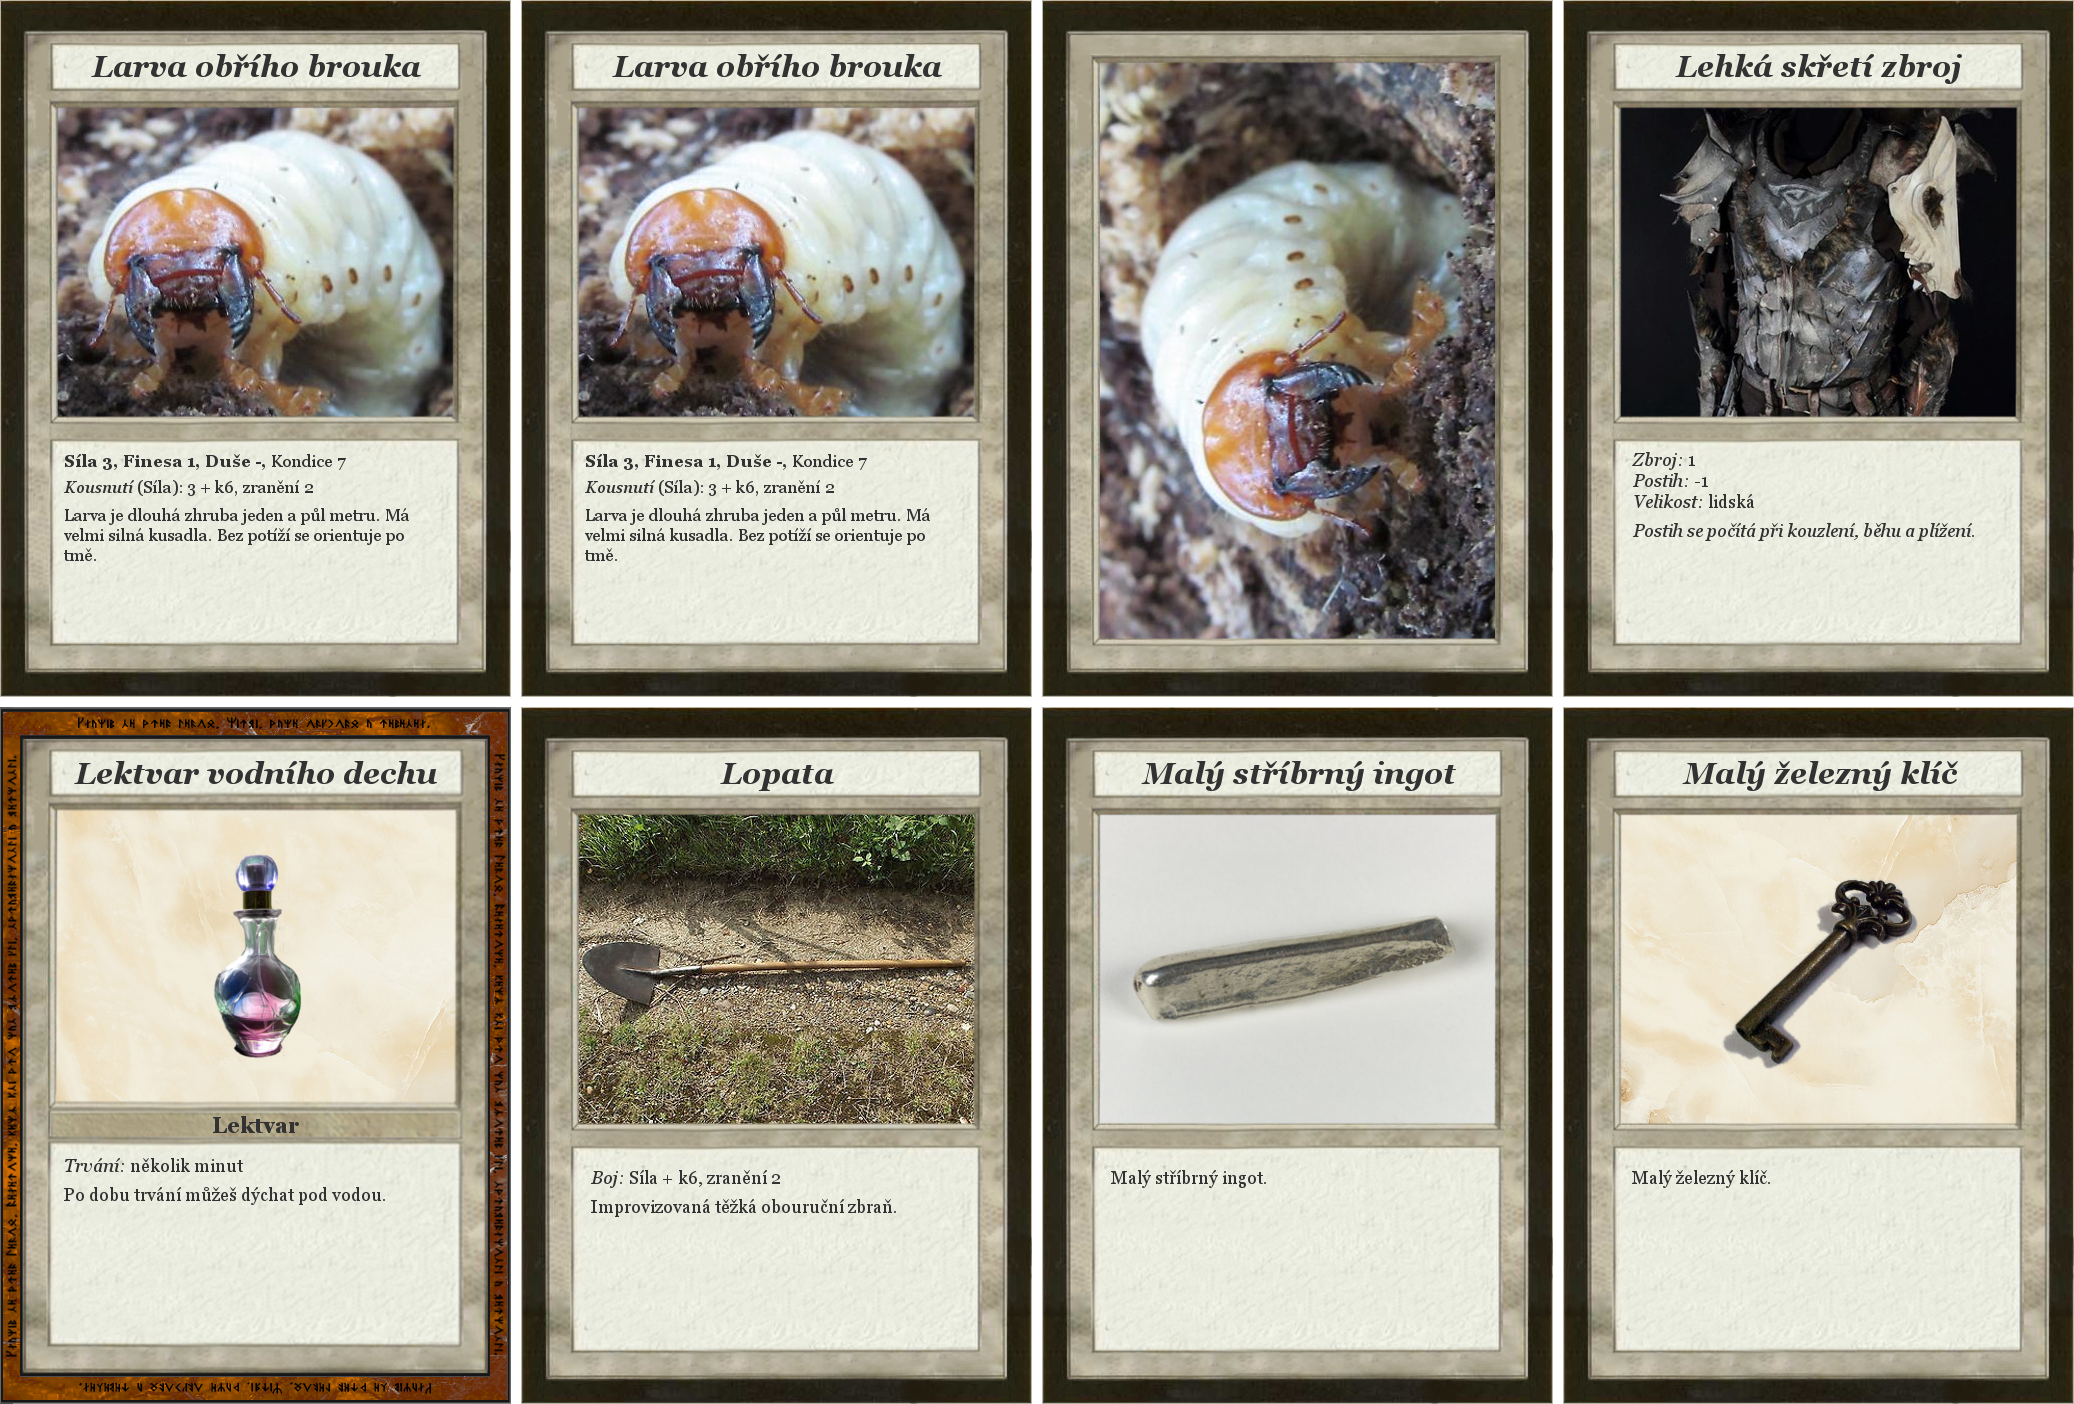 Larva obřího brouka
Síla 3, Finesa 1, Duše -, Kondice 7
Kousnutí (Síla): 3 + k6, zranění 2
Larva je dlouhá zhruba jeden a půl metru. Má
velmi silná kusadla. Bez potíží se orientuje po
tmě.
Larva obřího brouka
Síla 3, Finesa 1, Duše -, Kondice 7
Kousnutí (Síla): 3 + k6, zranění 2
Larva je dlouhá zhruba jeden a půl metru. Má
velmi silná kusadla. Bez potíží se orientuje po
tmě.
Lehká skřetí zbroj
Zbroj: 1
Postih: -1
Velikost: lidská
Postih se počítá při kouzlení, běhu a plížení.
Lektvar vodního dechu
Lektvar
Trvání: několik minut
Po dobu trvání můžeš dýchat pod vodou.
Lopata
Boj: Síla + k6, zranění 2
Improvizovaná těžká obouruční zbraň.
Malý stříbrný ingot
Malý stříbrný ingot.
Malý železný klíč
Malý železný klíč.